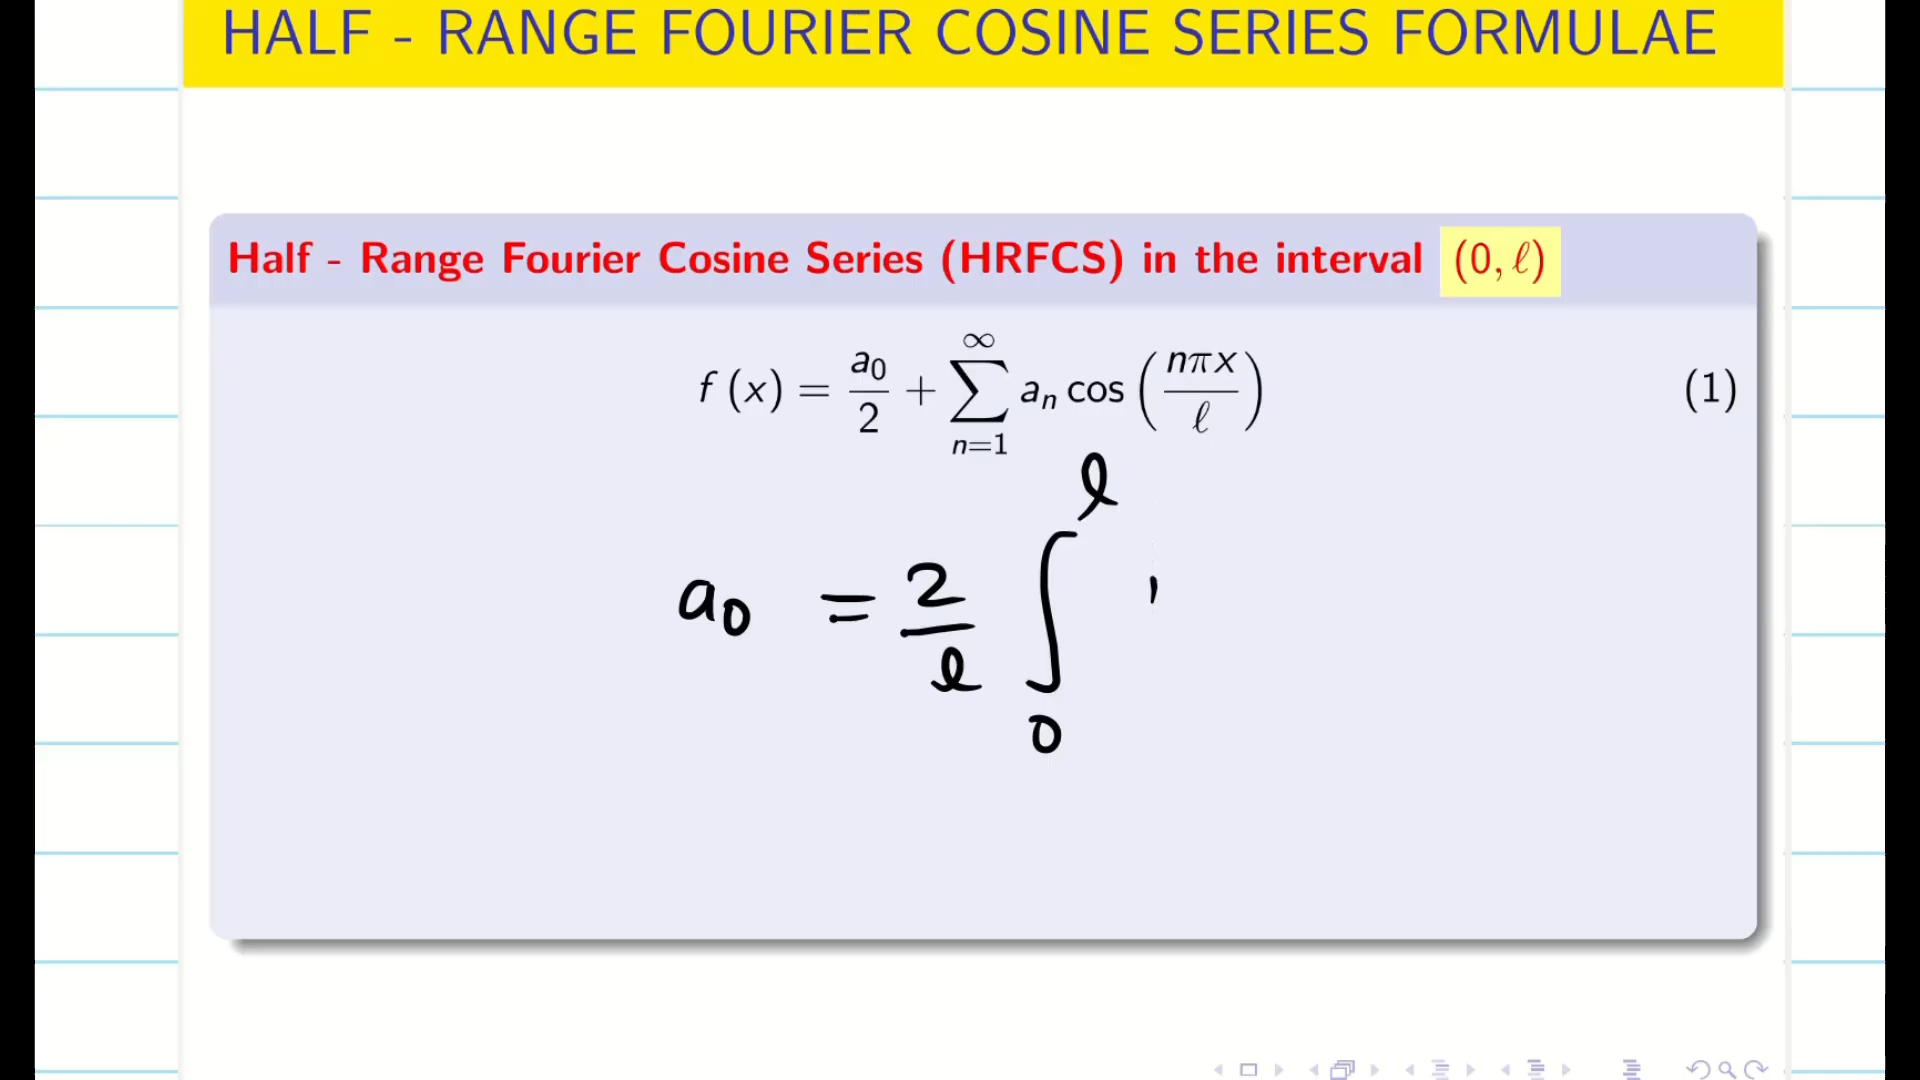 HALF - RANGE FOURIER COSINE SERIES FORMULAE
Half - Range Fourier Cosine Series (HRFCS) in the interval (0, ℓ)
f (x) = a₀/2 + ∑_{n=1}^{∞} aₙ cos (nπx/ℓ) (1)
a₀ = 2/l ∫₀^l